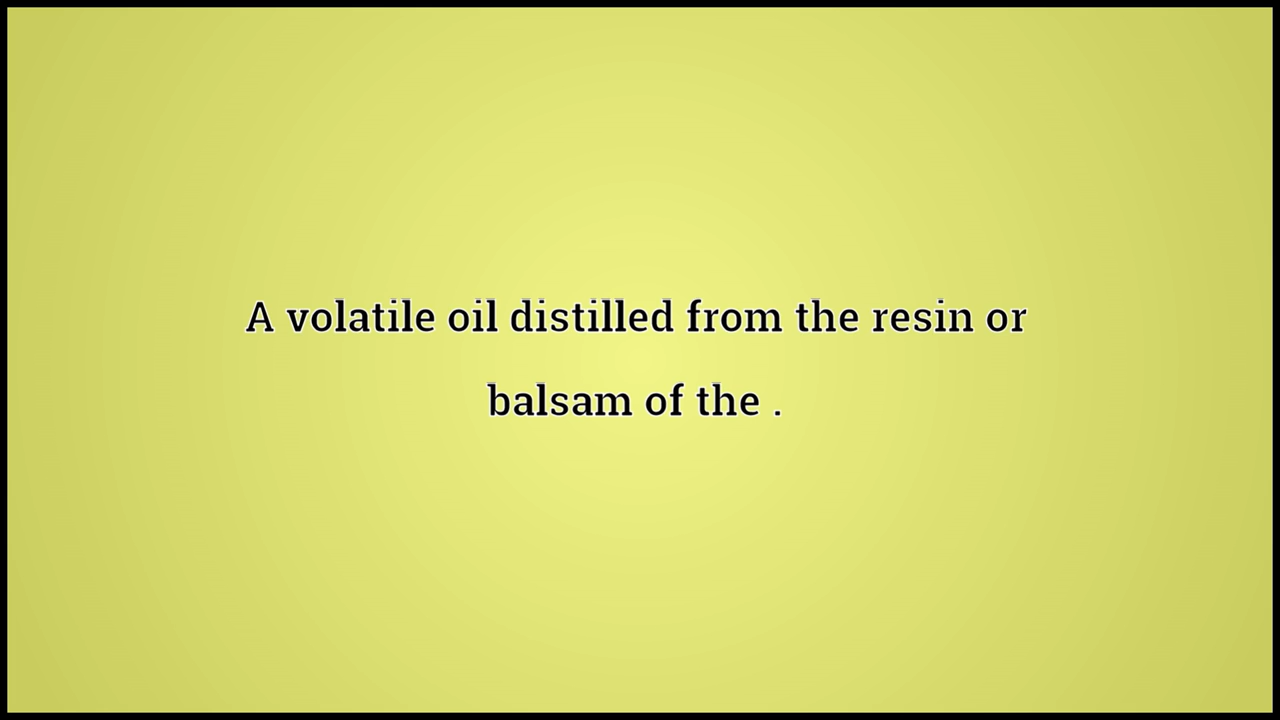 A volatile oil distilled from the resin or
balsam of the .